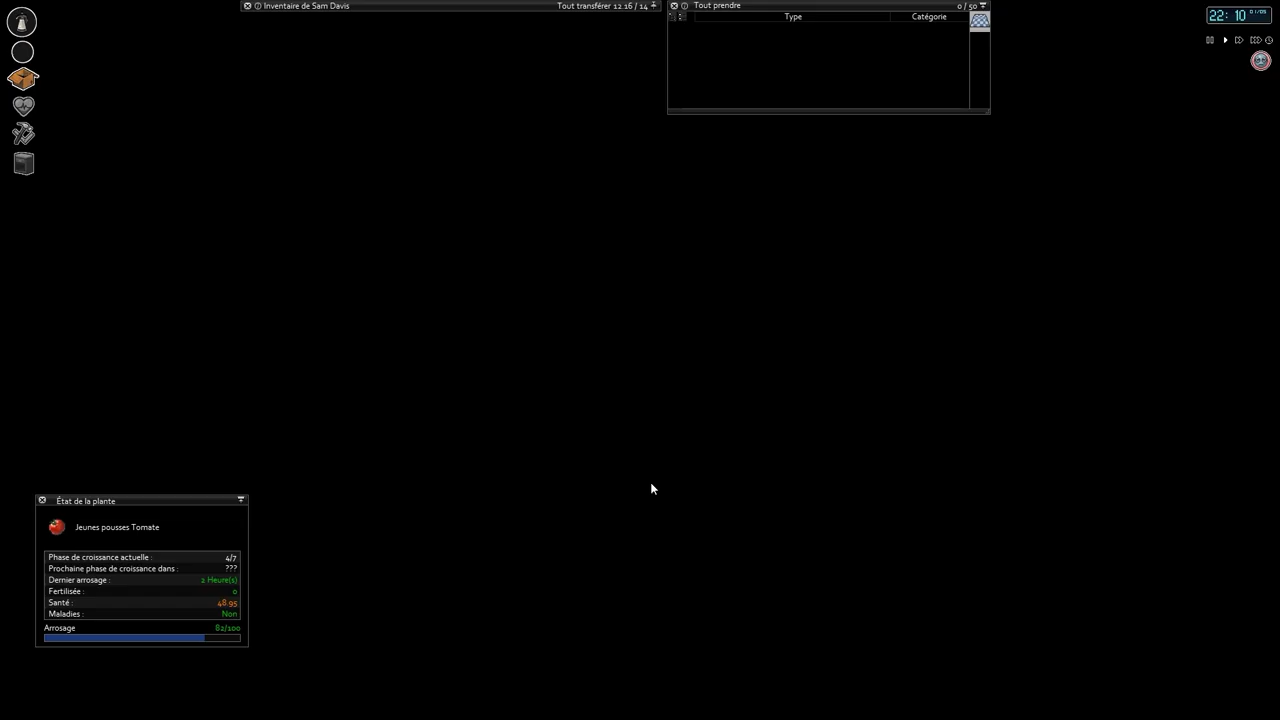 Inventaire de Sam Davis
Tout transférer 12.16 / 14
Tout prendre
0 / 50
Type
Catégorie
22:10
État de la plante
Jeunes pousses Tomate
Phase de croissance actuelle : 4/7
Prochaine phase de croissance dans : ???
Dernier arrosage : 2 Heure(s)
Fertilisée : 0
Santé : 48.95
Maladies : Non
Arrosage 82/100